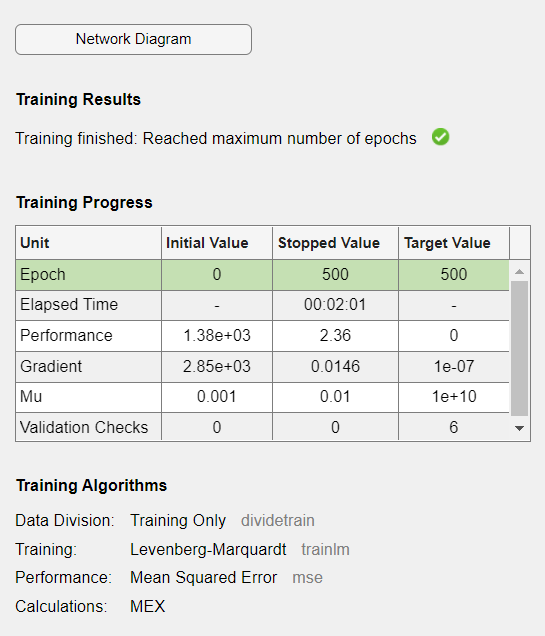 Network Diagram
Training Results
Training finished: Reached maximum number of epochs
Training Progress
Unit Initial Value Stopped Value Target Value
Epoch 0 500 500
Elapsed Time - 00:02:01 -
Performance 1.38e+03 2.36 0
Gradient 2.85e+03 0.0146 1e-07
Mu 0.001 0.01 1e+10
Validation Checks 0 0 6
Training Algorithms
Data Division: Training Only dividetrain
Training: Levenberg-Marquardt trainlm
Performance: Mean Squared Error mse
Calculations: MEX